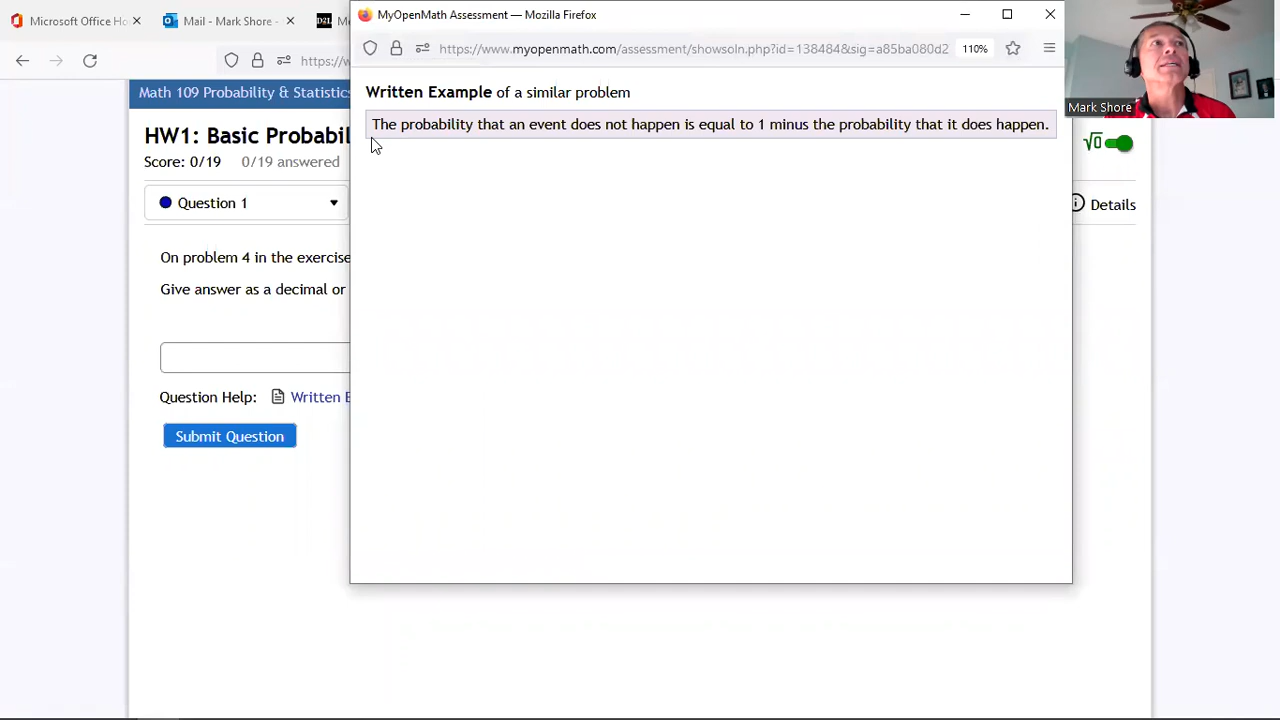 Microsoft Office Ho
Mail - Mark Shore -
D2L
MyOpenMath Assessment — Mozilla Firefox
https://w
https://www.myopenmath.com/assessment/showsoln.php?id=138484&sig=a85ba080d2
110%
Math 109 Probability & Statistics
Written Example of a similar problem
Mark Shore
HW1: Basic Probabil
The probability that an event does not happen is equal to 1 minus the probability that it does happen.
√0
Score: 0/19 0/19 answered
Question 1
Details
On problem 4 in the exercise
Give answer as a decimal or
Question Help: Written E
Submit Question